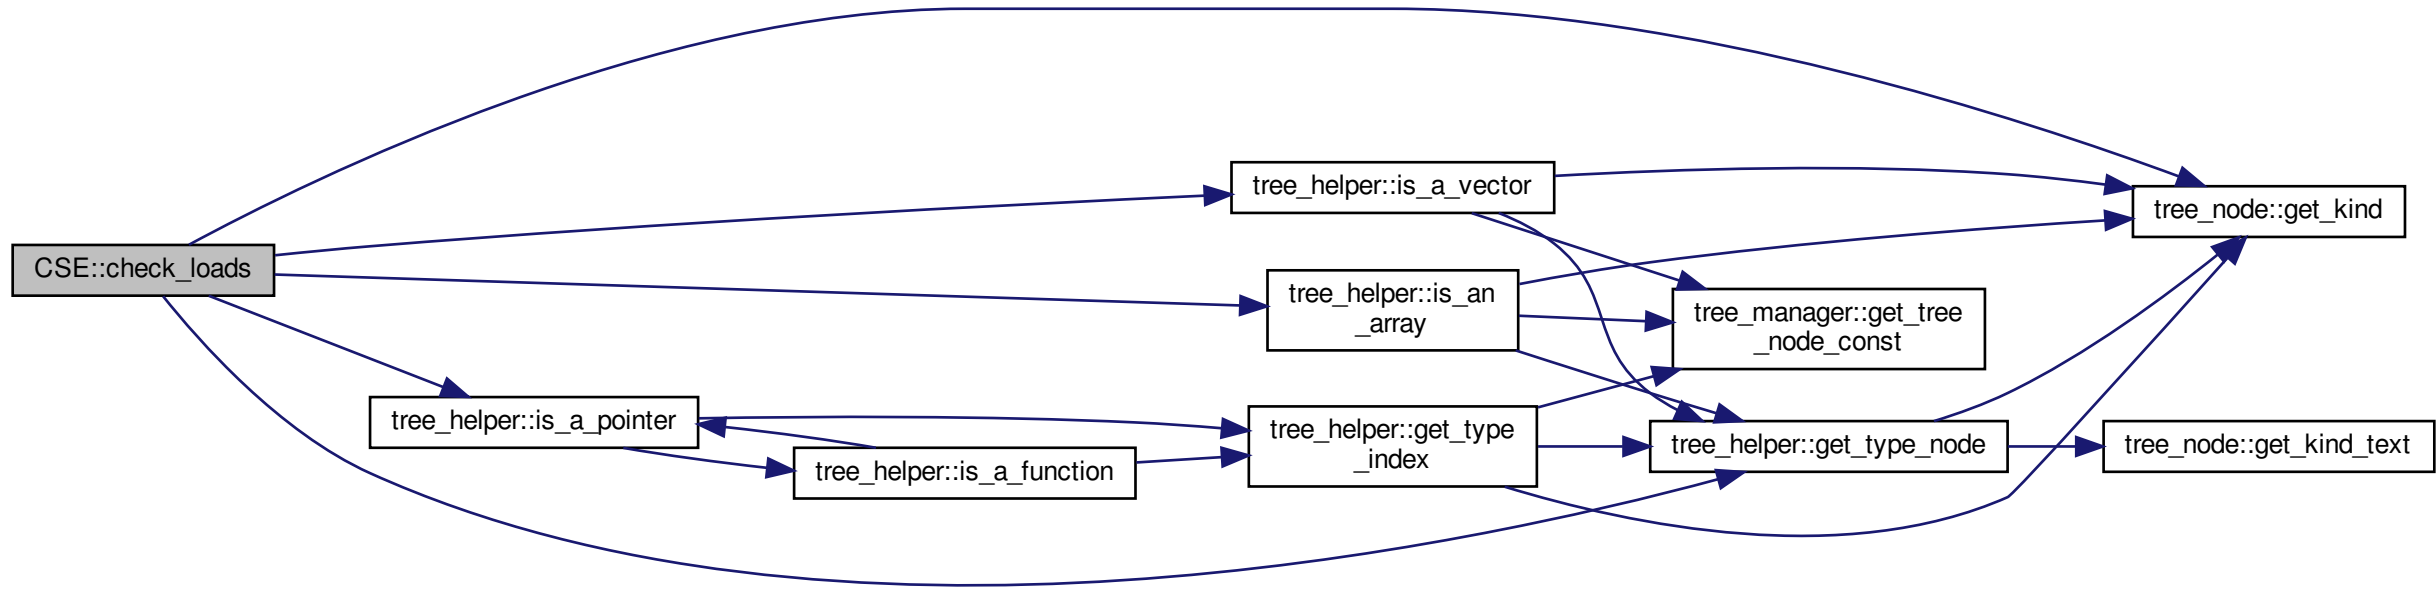 CSE::check_loads
tree_helper::is_a_vector
tree_node::get_kind
tree_helper::is_an
_array
tree_manager::get_tree
_node_const
tree_helper::is_a_pointer
tree_helper::is_a_function
tree_helper::get_type
_index
tree_helper::get_type_node
tree_node::get_kind_text